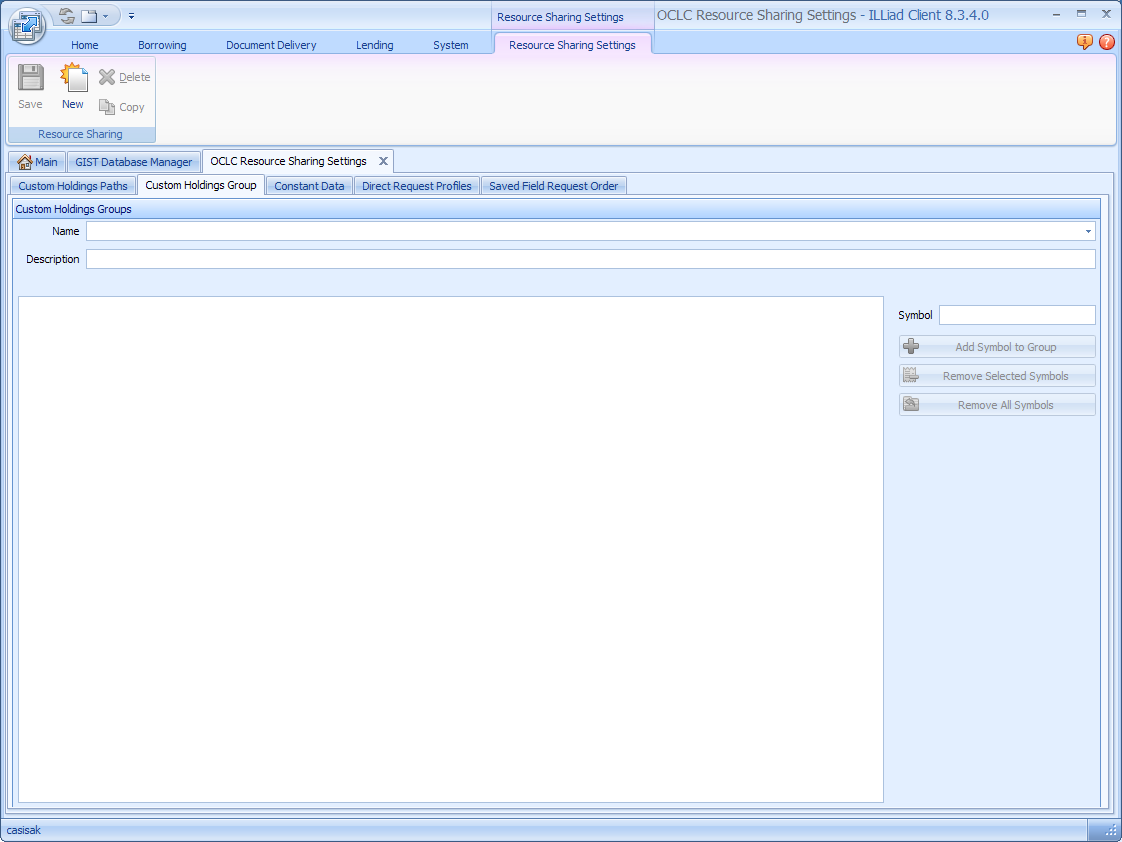 Resource Sharing Settings
OCLC Resource Sharing Settings - ILLiad Client 8.3.4.0
Home Borrowing Document Delivery Lending System Resource Sharing Settings
Save New Delete
Copy
Resource Sharing
Main GIST Database Manager OCLC Resource Sharing Settings X
Custom Holdings Paths Custom Holdings Group Constant Data Direct Request Profiles Saved Field Request Order
Custom Holdings Groups
Name
Description
Symbol
Add Symbol to Group
Remove Selected Symbols
Remove All Symbols
casisak